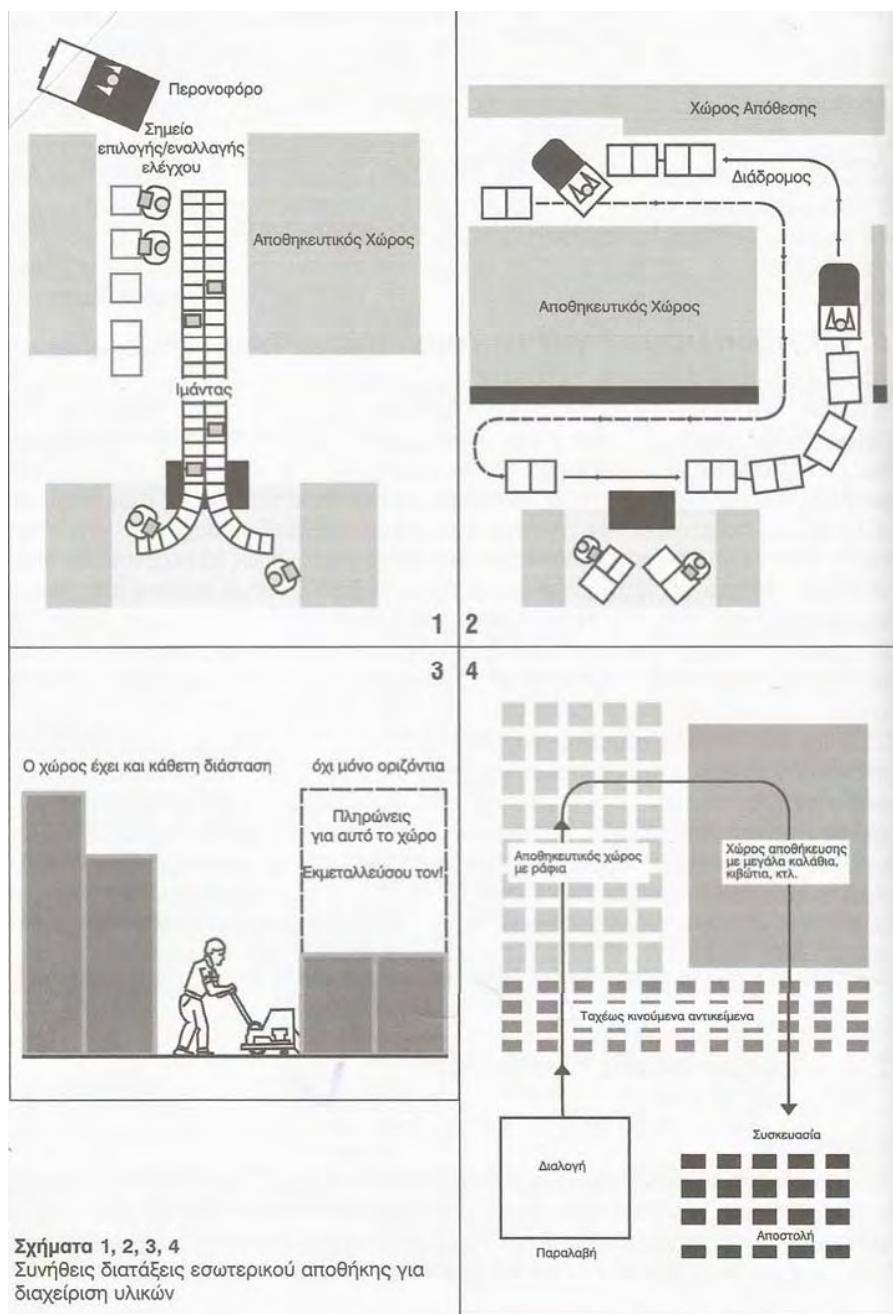 Περονοφόρο
Σημείο
επιλογής/εναλλαγής
ελέγχου
Αποθηκευτικός Χώρος
Ιμάντας
1
Χώρος Απόθεσης
Διάδρομος
Αποθηκευτικός Χώρος
2
3
Ο χώρος έχει και κάθετη διάσταση
όχι μόνο οριζόντια
Πληρώνεις
για αυτό το χώρο
Εκμεταλλεύσου τον!
4
Αποθηκευτικός χώρος
με ράφια
Χώρος αποθήκευσης
με μεγάλα καλάθια,
κιβώτια, κτλ.
Ταχέως κινούμενα αντικείμενα
Διαλογή
Παραλαβή
Συσκευασία
Αποστολή
Σχήματα 1, 2, 3, 4
Συνήθεις διατάξεις εσωτερικού αποθήκης για
διαχείριση υλικών